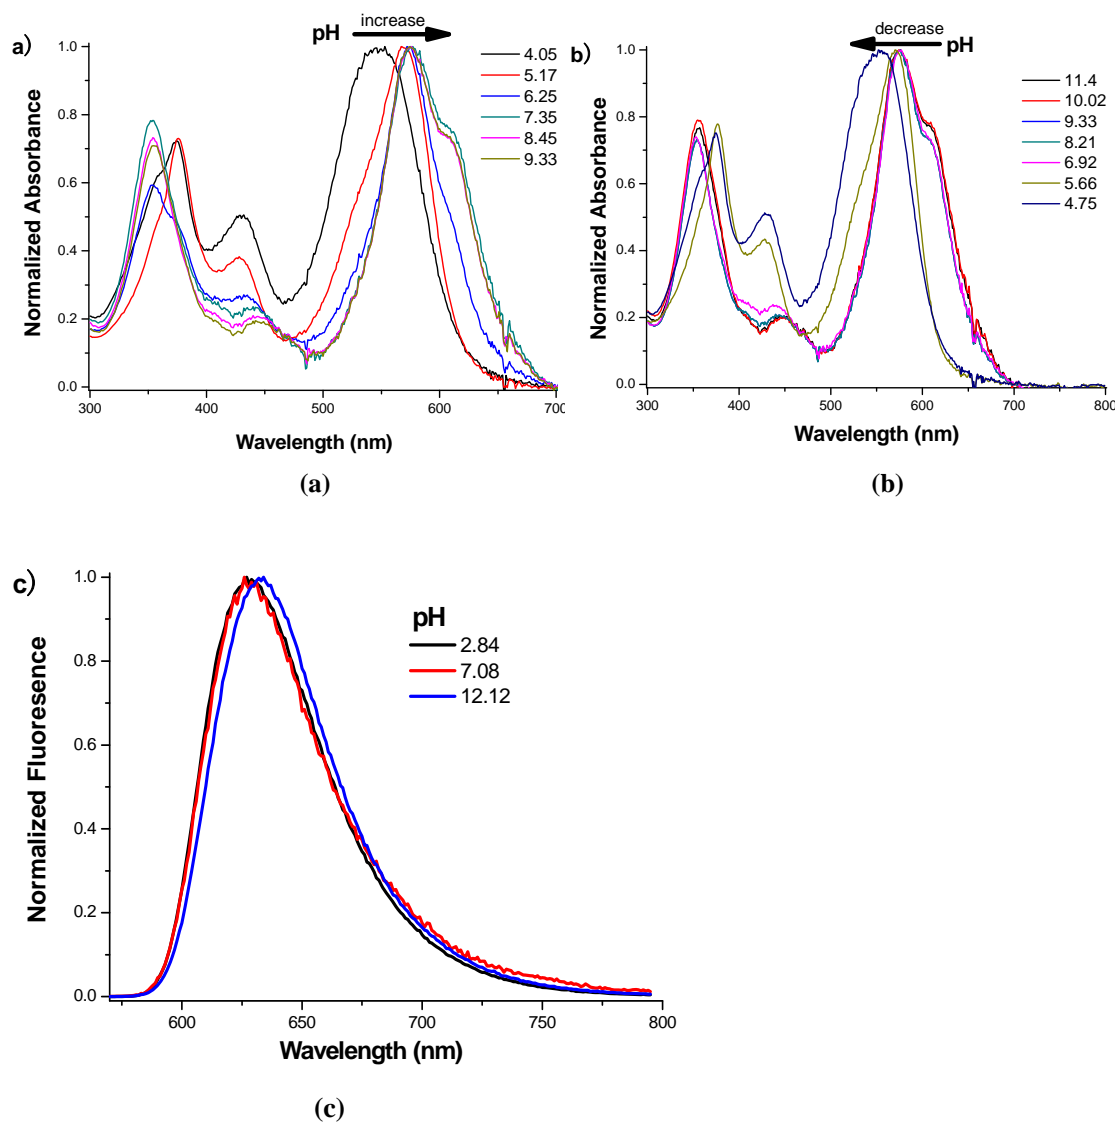 a)
pH
increase
1.0
0.8
0.6
0.4
0.2
0.0
Normalized Absorbance
4.05
5.17
6.25
7.35
8.45
9.33
300 400 500 600 700
Wavelength (nm)
(a)
b)
decrease
pH
1.0
0.8
0.6
0.4
0.2
0.0
Normalized Absorbance
11.4
10.02
9.33
8.21
6.92
5.66
4.75
300 400 500 600 700 800
Wavelength (nm)
(b)
c)
1.0
0.8
0.6
0.4
0.2
0.0
Normalized Fluoresence
pH
2.84
7.08
12.12
600 650 700 750 800
Wavelength (nm)
(c)